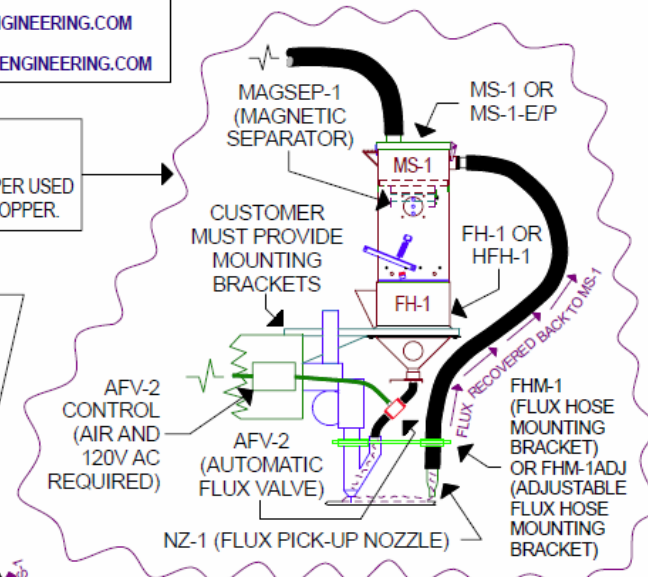 NGINEERING.COM
ENGINEERING.COM
PER USED
OPPER.
MAGSEP-1
(MAGNETIC
SEPARATOR)
MS-1 OR
MS-1-E/P
MS-1
CUSTOMER
MUST PROVIDE
MOUNTING
BRACKETS
FH-1 OR
HFH-1
FH-1
FLUX RECOVERED BACK TO MS-1
AFV-2
CONTROL
(AIR AND
120V AC
REQUIRED)
AFV-2
(AUTOMATIC
FLUX VALVE)
FHM-1
(FLUX HOSE
MOUNTING
BRACKET)
OR FHM-1ADJ
(ADJUSTABLE
FLUX HOSE
MOUNTING
BRACKET)
NZ-1 (FLUX PICK-UP NOZZLE)
S-1